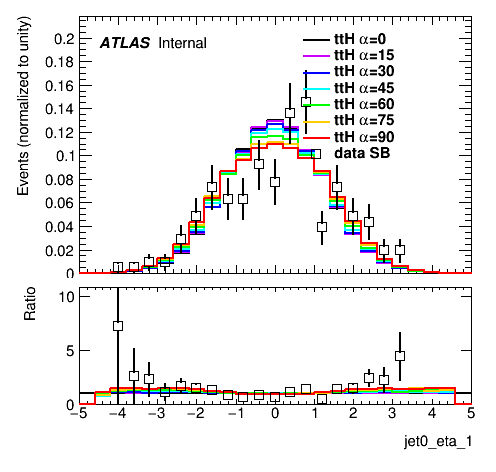 Events (normalized to unity)
0.2
0.18
0.16
0.14
0.12
0.1
0.08
0.06
0.04
0.02
0
ATLAS Internal
ttH α=0
ttH α=15
ttH α=30
ttH α=45
ttH α=60
ttH α=75
ttH α=90
data SB
Ratio
10
5
0
−5 −4 −3 −2 −1 0 1 2 3 4 5
jet0_eta_1